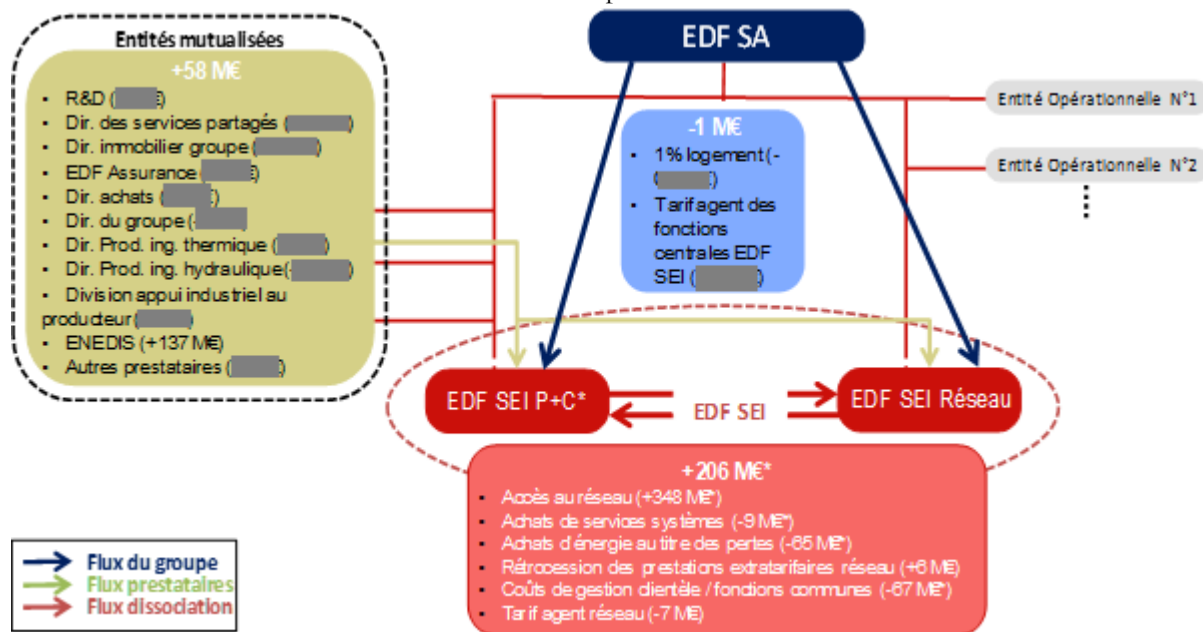 EDF SA
Entités mutualisées
+58 M€
• R&D (
• Dir. des services partagés (
• Dir. immobilier groupe (
• EDF Assurance (
• Dir. achats (
• Dir. du groupe (-
• Dir. Prod. ing. thermique (
• Dir. Prod. ing. hydraulique (-
• Division appui industriel au
producteur (
• ENEDIS (+137 M€)
• Autres prestataires (
-1 M€
• 1% logement (-
• Tarif agent des
fonctions
centrales EDF
SEI (
Entité Opérationnelle N°1
Entité Opérationnelle N°2
EDF SEI P+C*
EDF SEI
EDF SEI Réseau
+206 M€*
• Accès au réseau (+348 M€*)
• Achats de services systèmes (-9 M€*)
• Achats d'énergie au titre des pertes (-65 M€*)
• Rétrocession des prestations extratarifaires réseau (+6 M€)
• Coûts de gestion clientèle / fonctions communes (-67 M€*)
• Tarif agent réseau (-7 M€)
Flux du groupe
Flux prestataires
Flux dissociation